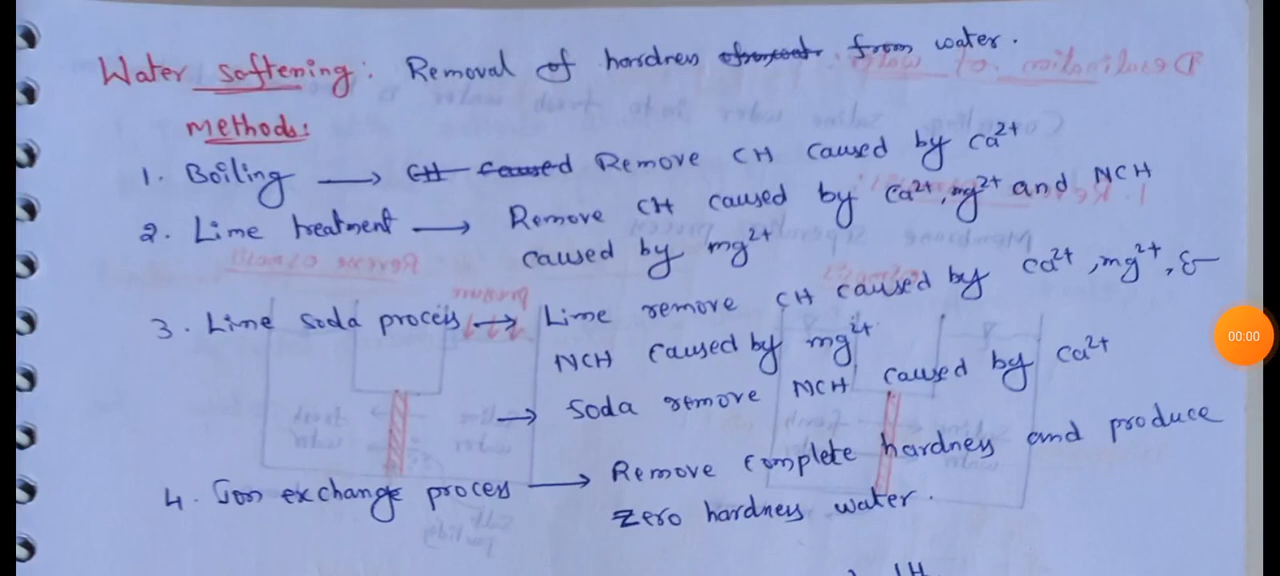 Water softening: Removal of hardness from water.
methods:
1. Boiling → CH caused Remove CH caused by Ca2+
2. Lime treatment → Remove CH caused by Ca2+, mg2+ and NCH
caused by mg2+
3. Lime soda process → Lime remove CH caused by Ca2+, mg2+, &
NCH caused by mg2+
→ Soda remove NCH caused by Ca2+
4. Ion exchange process → Remove complete hardness and produce
Zero hardness water.
00:00